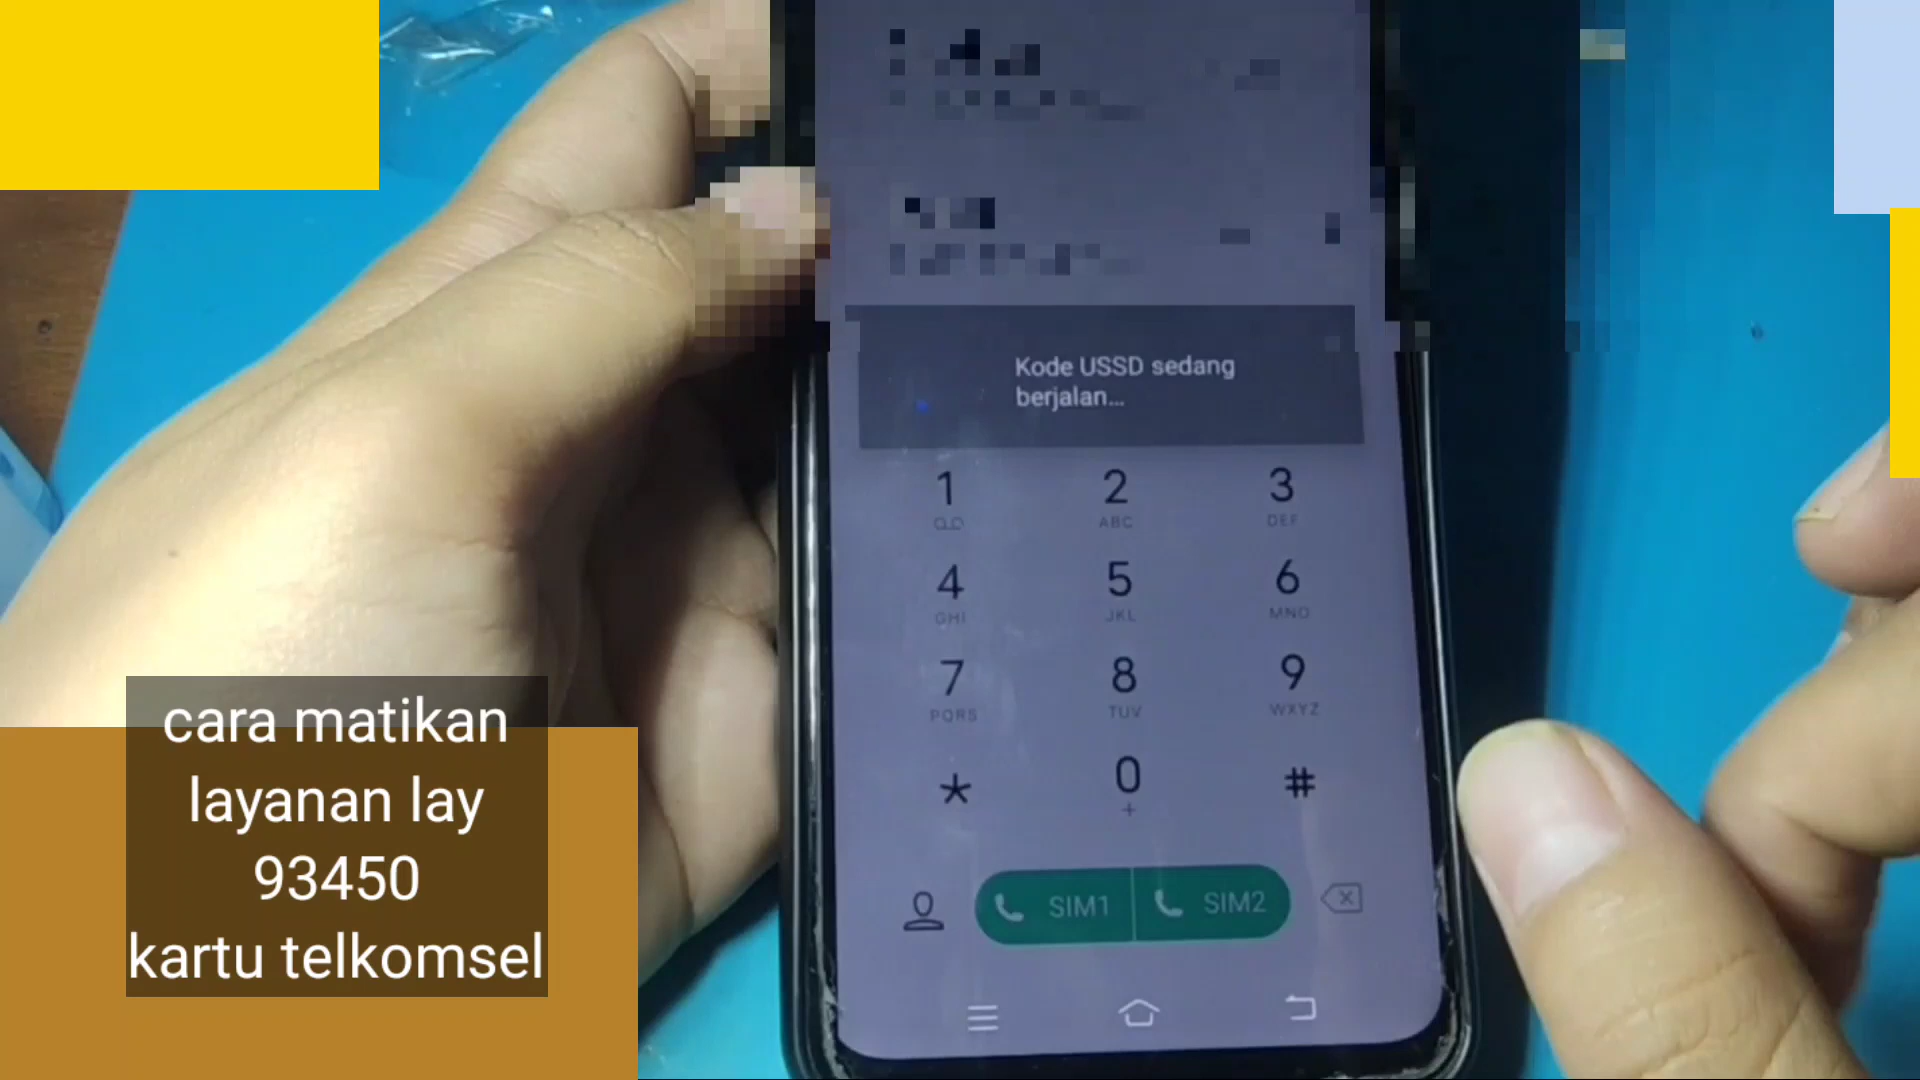 Kode USSD sedang
berjalan...
1 2 3
ABC DEF
4 5 6
GHI JKL MNO
7 8 9
PQRS TUV WXYZ
* 0 #
+
SIM1 SIM2
cara matikan
layanan lay
93450
kartu telkomsel